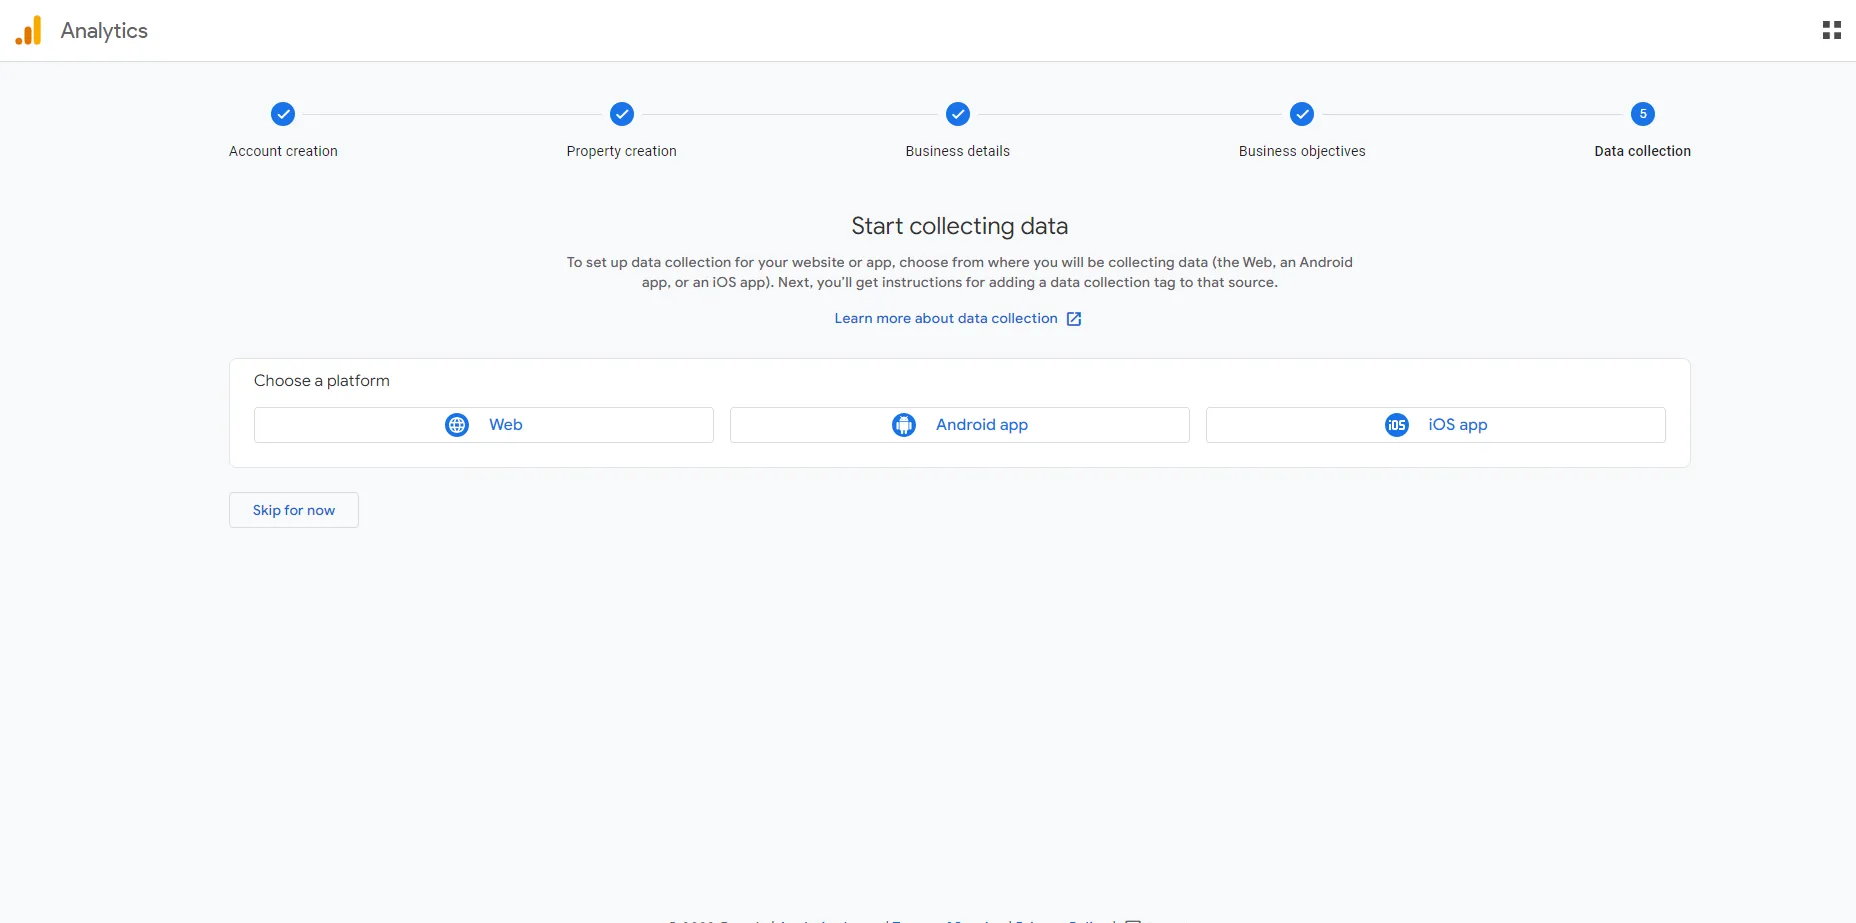 Analytics
5
Account creation
Property creation
Business details
Business objectives
Data collection
Start collecting data
To set up data collection for your website or app, choose from where you will be collecting data (the Web, an Android
app, or an iOS app). Next, you'll get instructions for adding a data collection tag to that source.
Learn more about data collection
Choose a platform
Web
Android app
iOS iOS app
Skip for now